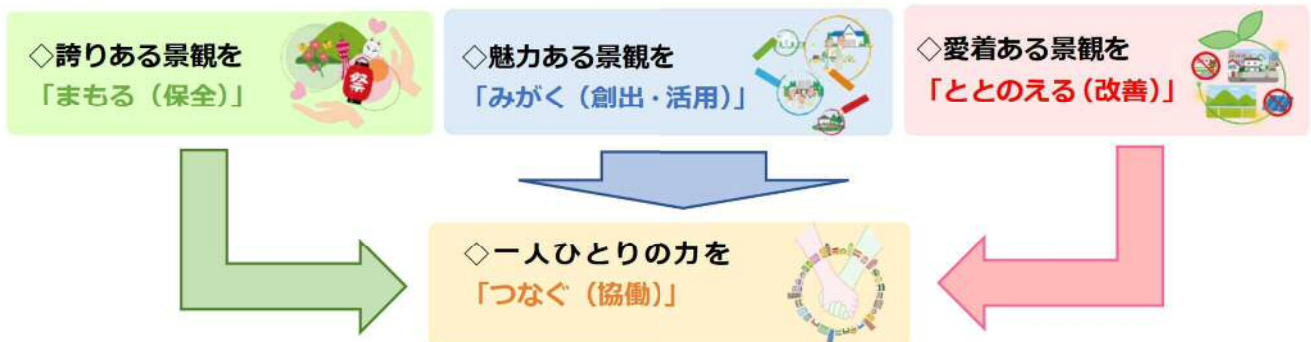 ◇誇りある景観を
「まもる（保全）」
祭
◇魅力ある景観を
「みがく（創出・活用）」
◇愛着ある景観を
「ととのえる（改善）」
◇一人ひとりの力を
「つなぐ（協働）」